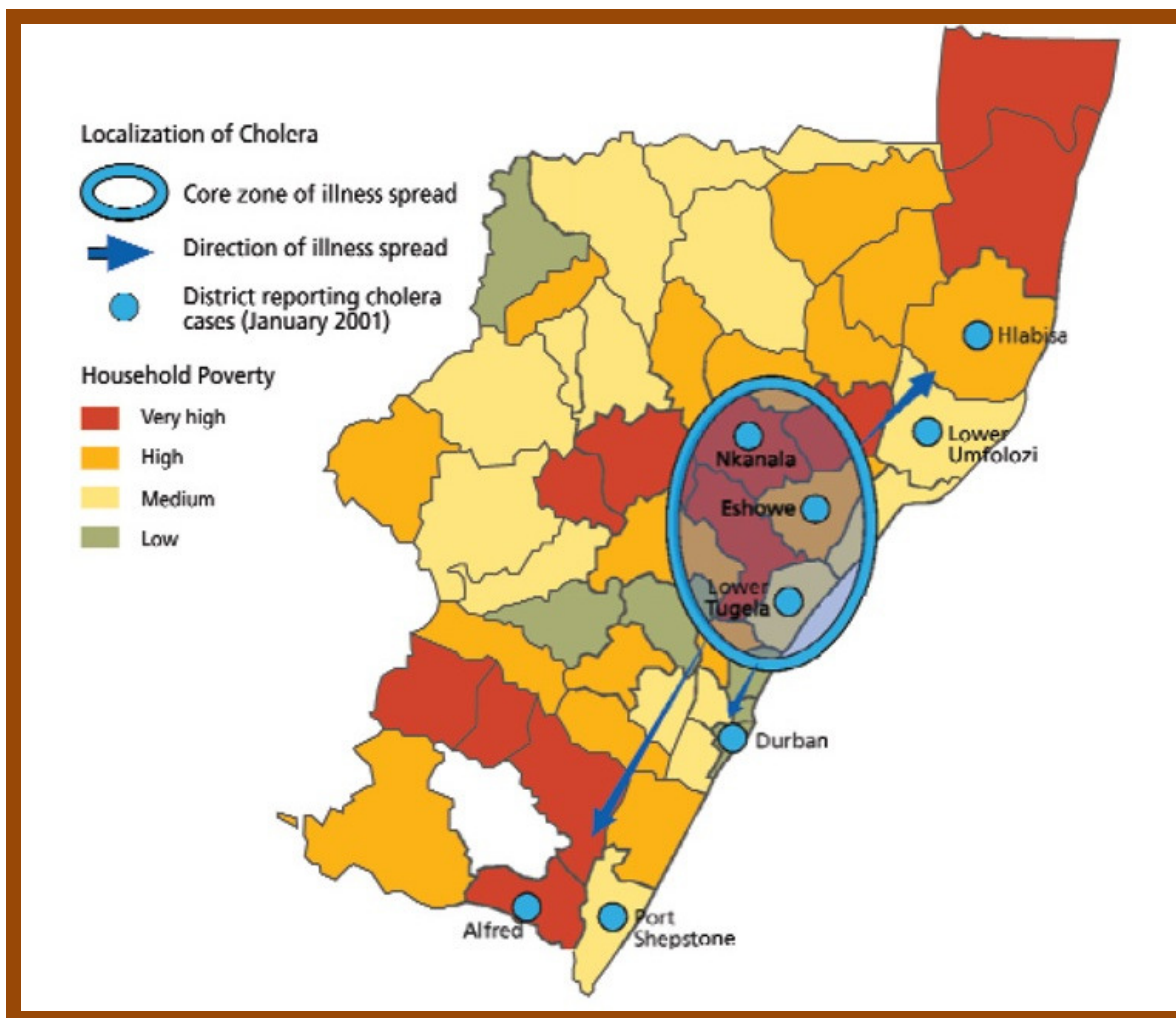 Localization of Cholera
Core zone of illness spread
Direction of illness spread
District reporting cholera
cases (January 2001)
Household Poverty
Very high
High
Medium
Low
Hlabisa
Lower
Umfolozi
Nkanala
Eshowe
Lower
Tugela
Durban
Alfred
Port
Shepstone